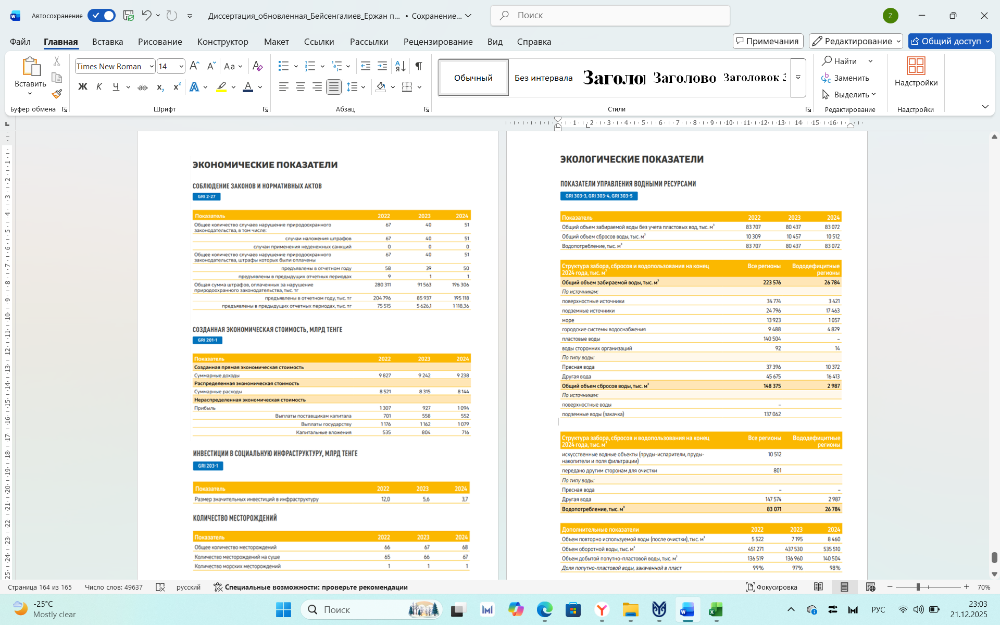 Автосохранение
Диссертация_обновленная_Бейсенгалиев_Ержан п... • Сохранение...
Поиск
Z
Файл Главная Вставка Рисование Конструктор Макет Ссылки Рассылки Рецензирование Вид Справка
Примечания Редактирование Общий доступ
Вставить
Times New Roman 14
Обычный Без интервала Заголо Заголово Заголовок 3
Найти
Заменить
Выделить
Надстройки
Буфер обмена Шрифт Абзац Стили Редактирование Надстройки
1 2 3 4 5 6 7 8 9 10 11 12 13 14 15 16
ЭКОНОМИЧЕСКИЕ ПОКАЗАТЕЛИ
СОБЛЮДЕНИЕ ЗАКОНОВ И НОРМАТИВНЫХ АКТОВ
GRI 2-27
Показатель 2022 2023 2024
Общее количество случаев нарушение природоохранного 67 40 51
законодательства, в том числе:
случаи наложения штрафов 67 40 51
случаи применения неденежных санкций 0 0 0
Общее количество случаев нарушение природоохранного 67 40 51
законодательства, штрафы которых были оплачены
предъявлены в отчетном году 58 39 50
предъявлены в предыдущих отчетных периодах 9 1 1
Общая сумма штрафов, оплаченных за нарушение 280 311 91 563 196 306
природоохранного законодательства, тыс. тг
предъявлены в отчетном году, тыс. тг 204 796 85 937 195 118
предъявлены в предыдущих отчетных периодах, тыс. тг 75 515 5 626,1 1 118,36
СОЗДАННАЯ ЭКОНОМИЧЕСКАЯ СТОИМОСТЬ, МЛРД ТЕНГЕ
GRI 201-1
Показатель 2022 2023 2024
Созданная прямая экономическая стоимость
Суммарные доходы 9 827 9 242 9 238
Распределенная экономическая стоимость
Суммарные расходы 8 521 8 315 8 144
Нераспределенная экономическая стоимость
Прибыль 1 307 927 1 094
Выплаты поставщикам капитала 701 558 552
Выплаты государству 1 176 1 162 1 079
Капитальные вложения 535 804 716
ИНВЕСТИЦИИ В СОЦИАЛЬНУЮ ИНФРАСТРУКТУРУ, МЛРД ТЕНГЕ
GRI 203-1
Показатель 2022 2023 2024
Размер значительных инвестиций в инфраструктуру 12,0 5,6 3,7
КОЛИЧЕСТВО МЕСТОРОЖДЕНИЙ
Показатель 2022 2023 2024
Общее количество месторождений 66 67 68
Количество месторождений на суше 65 66 67
Количество морских месторождений 1 1 1
ЭКОЛОГИЧЕСКИЕ ПОКАЗАТЕЛИ
ПОКАЗАТЕЛИ УПРАВЛЕНИЯ ВОДНЫМИ РЕСУРСАМИ
GRI 303-3, GRI 303-4, GRI 303-5
Показатель 2022 2023 2024
Общий объем забираемой воды без учета пластовых вод, тыс. м³ 83 707 80 437 83 072
Общий объем сбросов воды, тыс. м³ 10 309 10 457 10 512
Водопотребление, тыс. м³ 83 707 80 437 83 072
Структура забора, сбросов и водопользования на конец Все регионы Вододефицитные
2024 года, тыс. м³ регионы
Общий объем забираемой воды, тыс. м³ 223 576 26 784
По источникам:
поверхностные источники 34 774 3 421
подземные источники 24 796 17 463
море 13 923 1 057
городские системы водоснабжения 9 488 4 829
пластовые воды 140 504 –
воды сторонних организаций 92 14
По типу воды:
Пресная вода 37 396 10 372
Другая вода 45 675 16 413
Общий объем сбросов воды, тыс. м³ 148 375 2 987
По источникам:
поверхностные воды –
подземные воды (закачка) 137 062
Структура забора, сбросов и водопользования на конец Все регионы Вододефицитные
2024 года, тыс. м³ регионы
искусственные водные объекты (пруды-испарители, пруды- 10 512
накопители и поля фильтрации)
передано другим сторонам для очистки 801
По типу воды:
Пресная вода – –
Другая вода 147 574 2 987
Водопотребление, тыс. м³ 83 071 26 784
Дополнительные показатели 2022 2023 2024
Объем повторно используемой воды (после очистки), тыс. м³ 5 522 7 195 8 460
Объем оборотной воды, тыс. м³ 451 271 437 530 535 510
Объем добытой попутно-пластовой воды, тыс. м³ 136 519 136 960 140 504
Доля попутно-пластовой воды, закаченной в пласт 99% 97% 98%
Страница 164 из 165 Число слов: 49637 русский Специальные возможности: проверьте рекомендации Фокусировка 70%
-25°C
Mostly clear
Поиск
РУС
23:03
21.12.2025